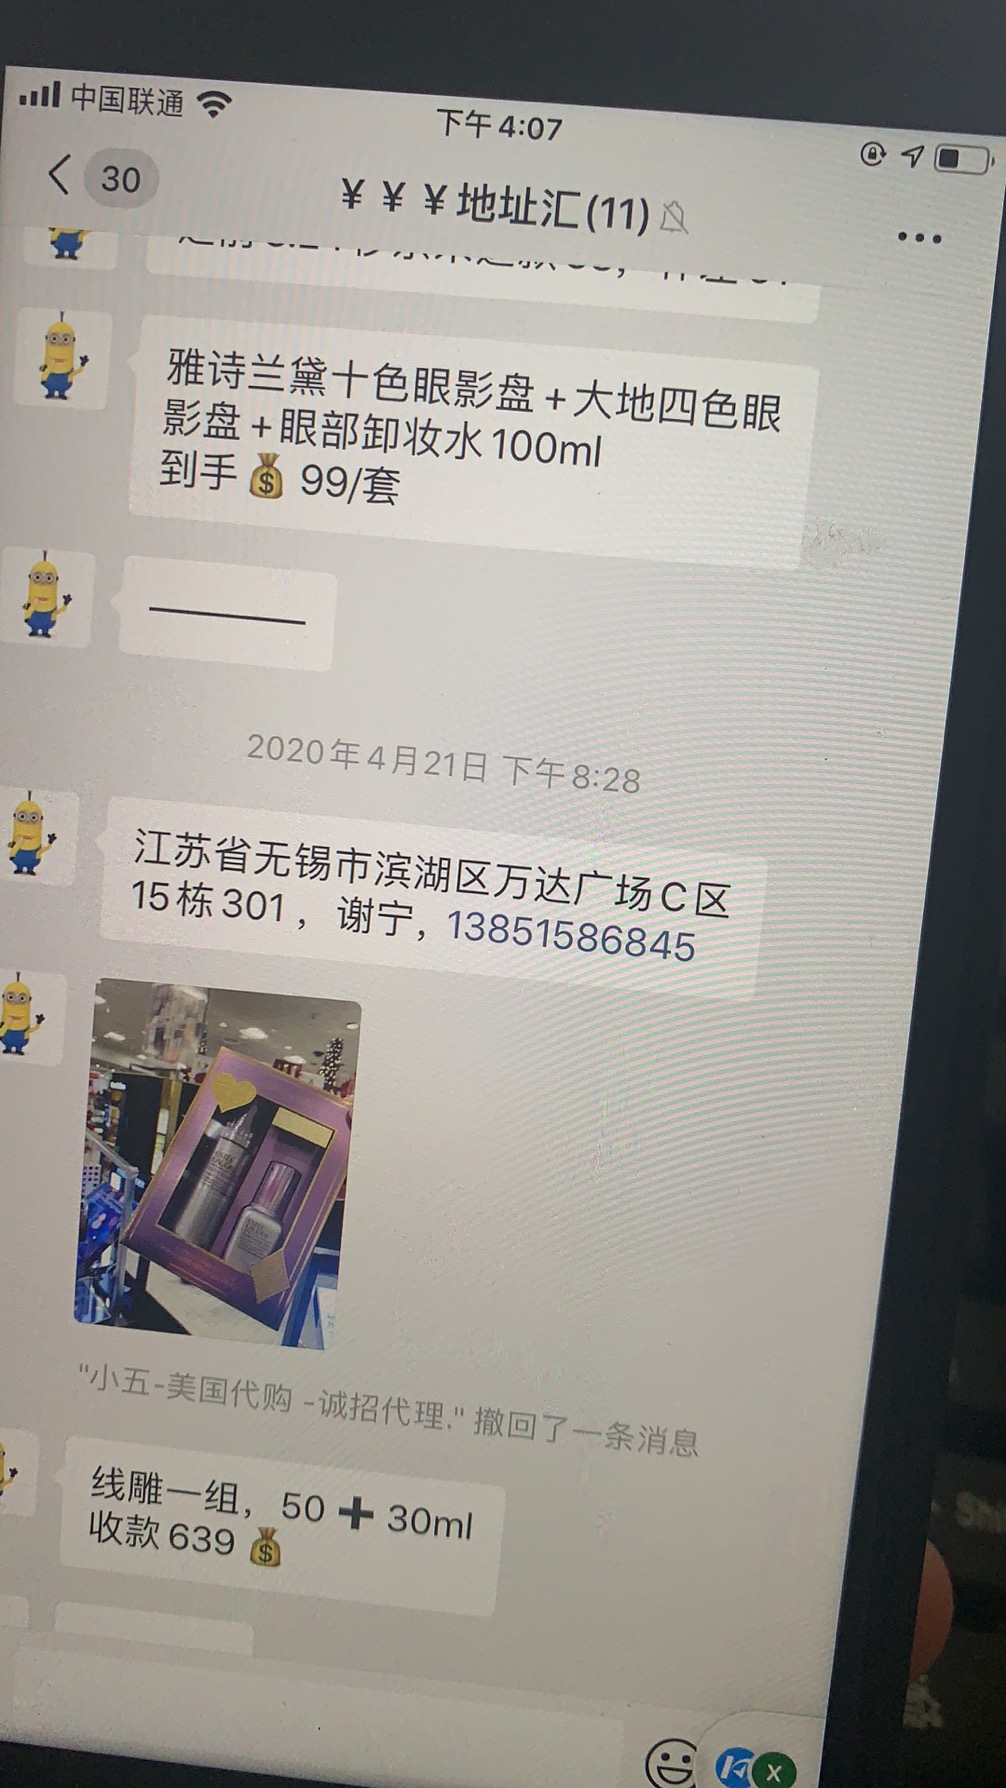 中国联通
下午4:07
30
¥ ¥ ¥地址汇(11)
雅诗兰黛十色眼影盘+大地四色眼
影盘+眼部卸妆水100ml
到手💰99/套
2020年4月21日 下午8:28
江苏省无锡市滨湖区万达广场C区
15栋301，谢宁，13851586845
"小五-美国代购 -诚招代理." 撤回了一条消息
线雕一组，50➕30ml
收款639💰